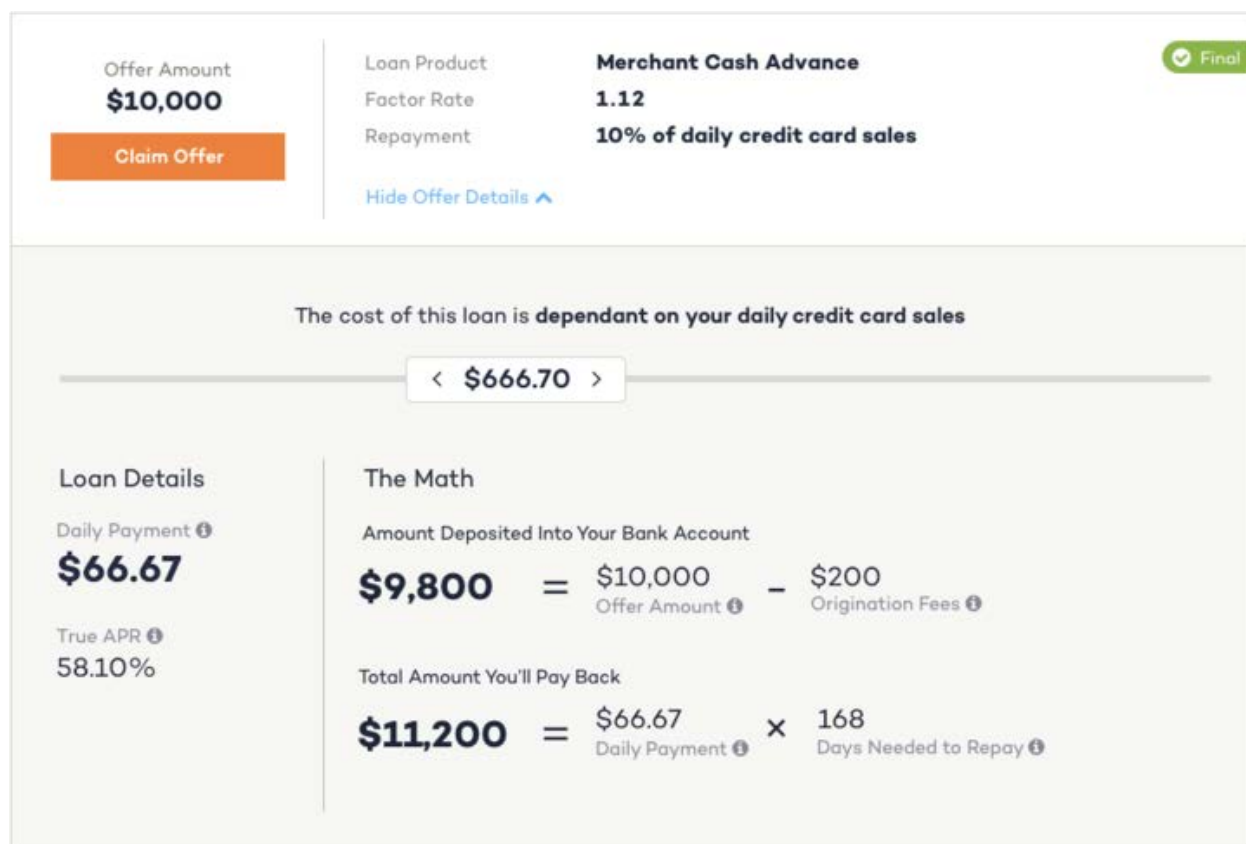 Offer Amount
$10,000
Claim Offer
Loan Product Merchant Cash Advance
Factor Rate 1.12
Repayment 10% of daily credit card sales
Hide Offer Details
Final
The cost of this loan is dependant on your daily credit card sales
< $666.70 >
Loan Details
Daily Payment
$66.67
True APR
58.10%
The Math
Amount Deposited Into Your Bank Account
$9,800 = $10,000 – $200
Offer Amount Origination Fees
Total Amount You'll Pay Back
$11,200 = $66.67 × 168
Daily Payment Days Needed to Repay